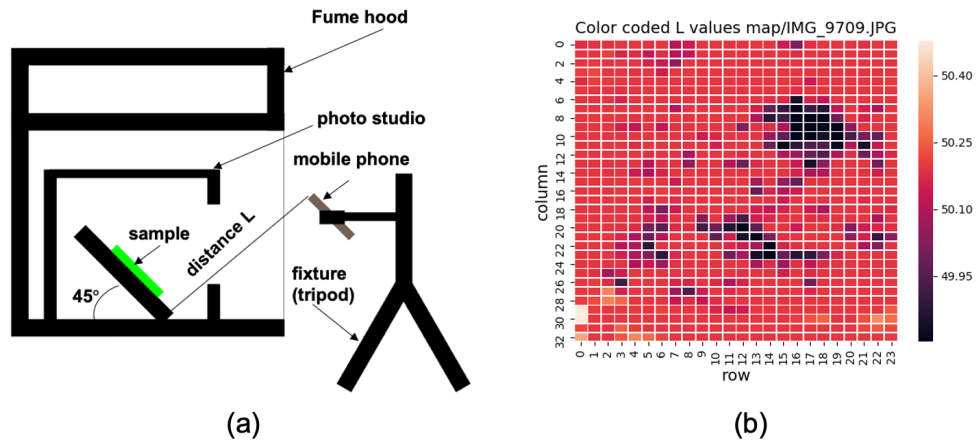 Fume hood
photo studio
mobile phone
sample
distance L
45°
fixture
(tripod)
(a)
Color coded L values map/IMG_9709.JPG
0
2
4
6
8
10
12
14
16
18
20
22
24
26
28
30
32
column
0 1 2 3 4 5 6 7 8 9 10 11 12 13 14 15 16 17 18 19 20 21 22 23
row
50.40
50.25
50.10
49.95
(b)